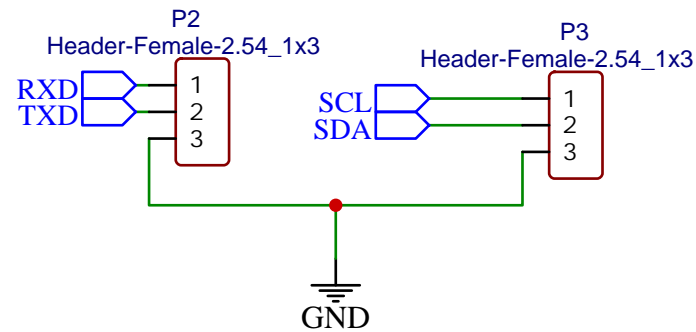 P2
Header-Female-2.54_1x3
RXD
TXD
1
2
3
P3
Header-Female-2.54_1x3
SCL
SDA
1
2
3
GND